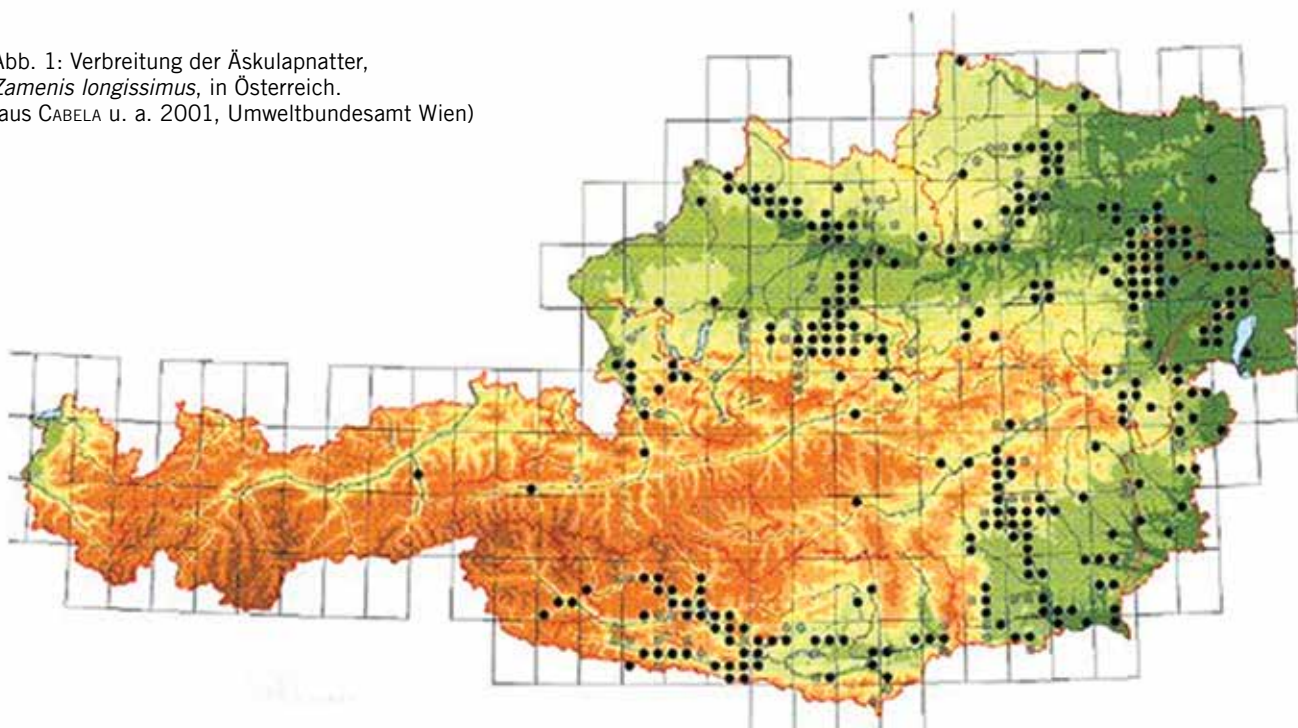 Abb. 1: Verbreitung der Äskulapnatter,
Zamenis longissimus, in Österreich.
aus CABELA u. a. 2001, Umweltbundesamt Wien)